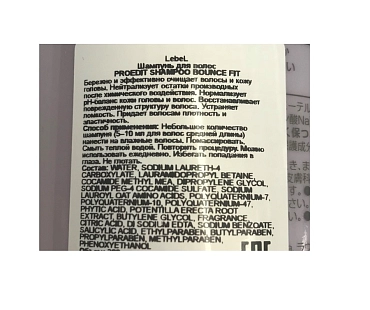 LebeL
Шампунь для волос
PROEDIT SHAMPOO BOUNCE FIT
Бережно и эффективно очищает волосы и кожу
головы. Нейтрализует остатки производных
после химического воздействия. Нормализует
pH-баланс кожи головы и волос. Восстанавливает
поврежденную структуру волоса. Устраняет
ломкость. Придает волосам плотность и
эластичность.
Способ применения: Небольшое количество
шампуня (5–10 мл для волос средней длины)
нанести на влажные волосы. Помассировать.
Смыть теплой водой. Повторить процедуру. Можно
использовать ежедневно. Избегать попадания в
глаза. Не глотать.
Состав: WATER, SODIUM LAURETH-4
CARBOXYLATE, LAURAMIDOPROPYL BETAINE,
COCAMIDE METHYL MEA, DIPROPYLENE GLYCOL,
SODIUM PEG-4 COCAMIDE SULFATE, SODIUM
LAUROYL OAT AMINO ACIDS, POLYQUATERNIUM-7,
POLYQUATERNIUM-10, POLYQUATERNIUM-47,
PHYTIC ACID, POTENTILLA ERECTA ROOT
EXTRACT, BUTYLENE GLYCOL, FRAGRANCE,
CITRIC ACID, DI SODIUM EDTA, SODIUM BENZOATE,
SALICYLIC ACID, ETHYLPARABEN, BUTYLPARABEN,
PROPYLPARABEN, METHYLPARABEN,
PHENOXYETHANOL